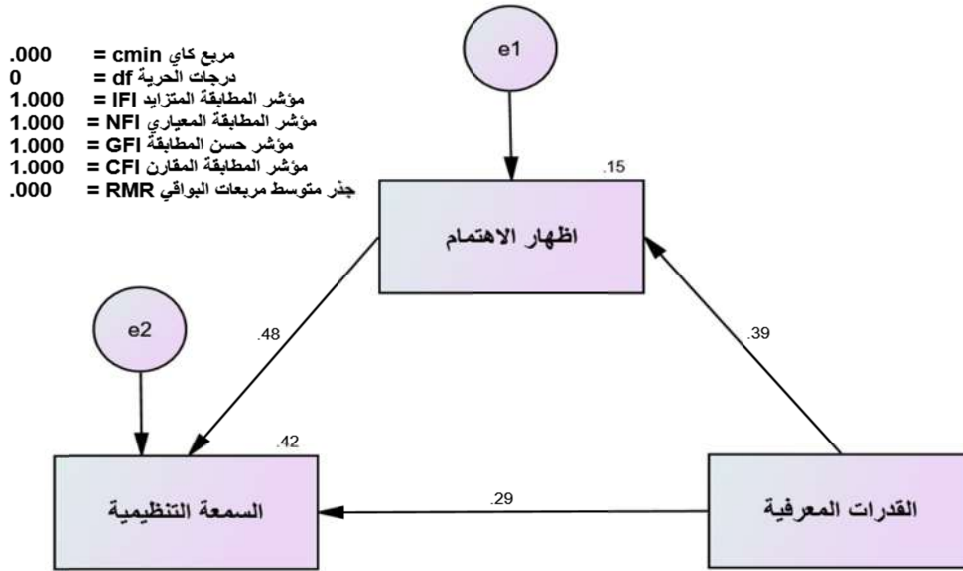 مربع كاي cmin = .000
درجات الحرية df = 0
مؤشر المطابقة المتزايد IFI = 1.000
مؤشر المطابقة المعياري NFI = 1.000
مؤشر حسن المطابقة GFI = 1.000
مؤشر المطابقة المقارن CFI = 1.000
جذر متوسط مربعات البواقي RMR = .000
e1
.15
اظهار الاهتمام
e2
.48
.39
.42
السمعة التنظيمية
.29
القدرات المعرفية